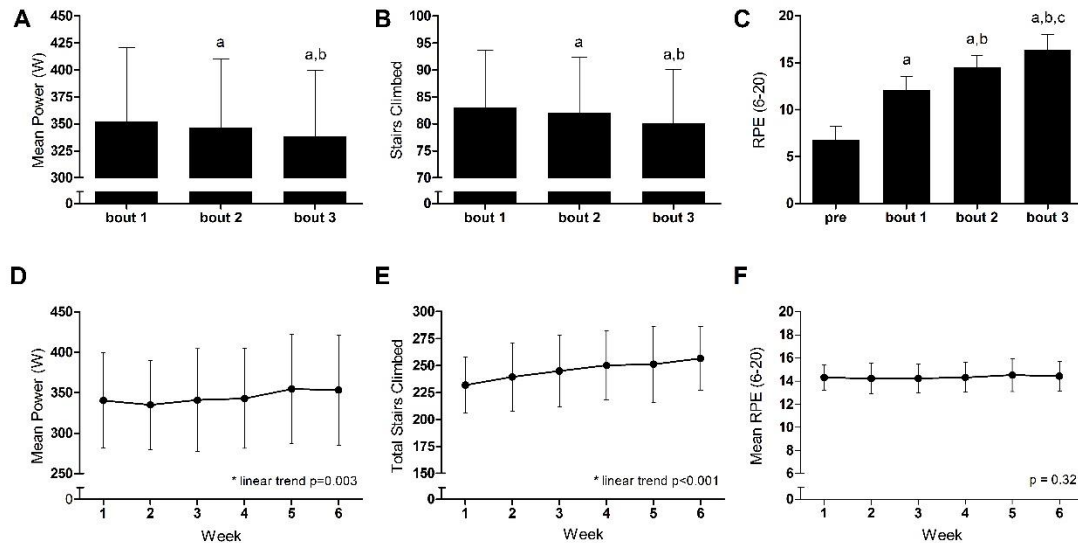 A
Mean Power (W)
450
425
400
375
350
325
300
0
a
a,b
bout 1
bout 2
bout 3
B
Stairs Climbed
100
95
90
85
80
75
70
0
a
a,b
bout 1
bout 2
bout 3
C
RPE (6-20)
20
15
10
5
0
a
a,b
a,b,c
pre
bout 1
bout 2
bout 3
D
Mean Power (W)
450
400
350
300
250
0
* linear trend p=0.003
1
2
3
4
5
6
Week
E
Total Stairs Climbed
300
275
250
225
200
175
150
0
* linear trend p<0.001
1
2
3
4
5
6
Week
F
Mean RPE (6-20)
20
18
16
14
12
10
8
6
0
p = 0.32
1
2
3
4
5
6
Week